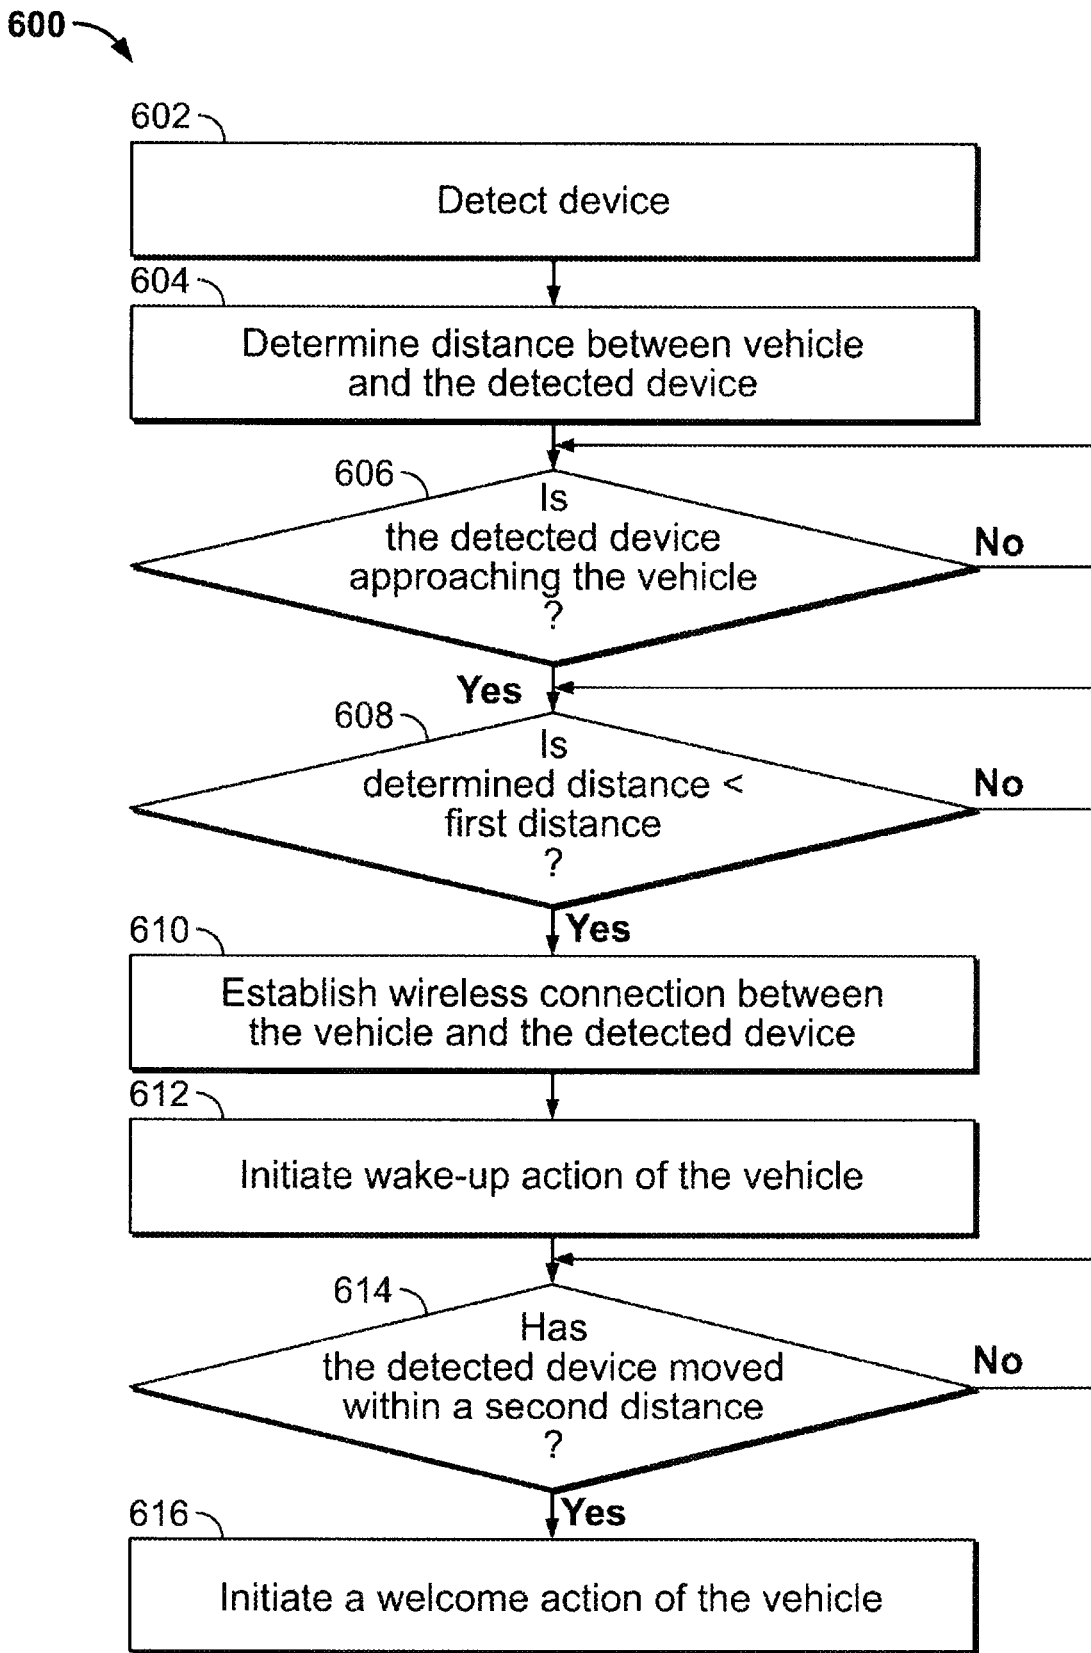 600
602
Detect device
604
Determine distance between vehicle
and the detected device
606
Is
the detected device
approaching the vehicle
?
No
Yes
608
Is
determined distance <
first distance
?
No
Yes
610
Establish wireless connection between
the vehicle and the detected device
612
Initiate wake-up action of the vehicle
614
Has
the detected device moved
within a second distance
?
No
Yes
616
Initiate a welcome action of the vehicle